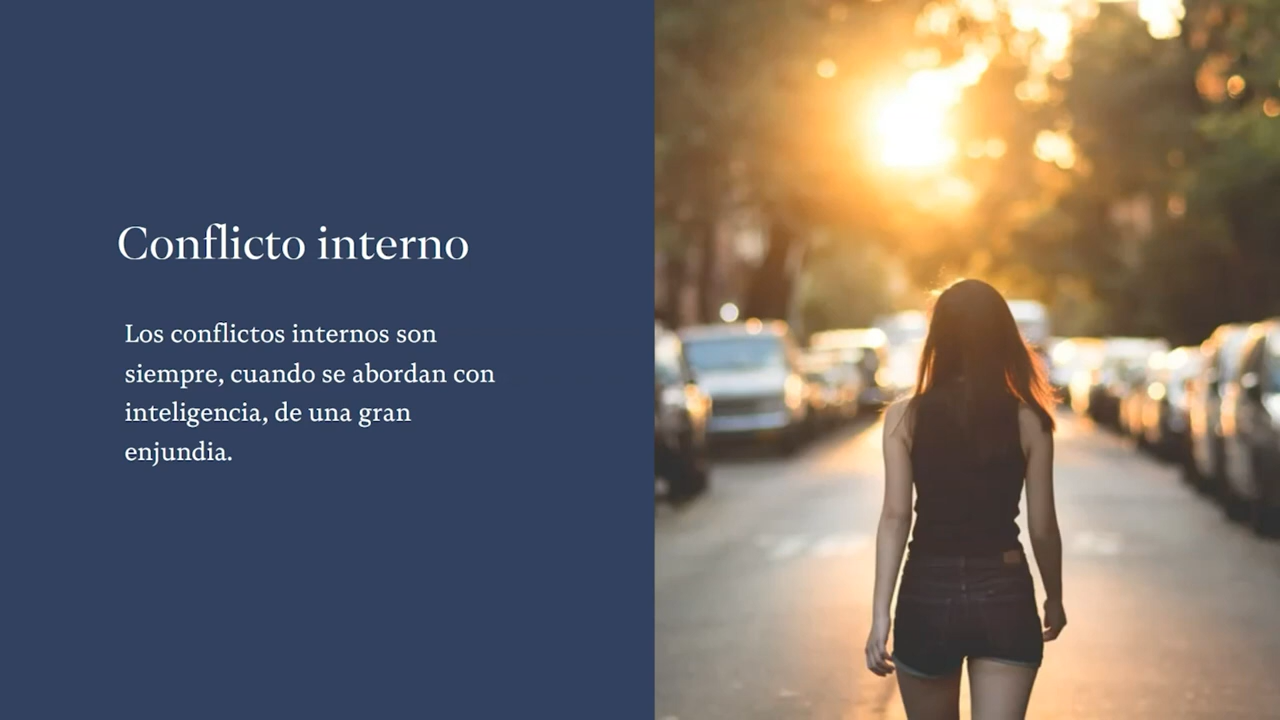 Conflicto interno
Los conflictos internos son
siempre, cuando se abordan con
inteligencia, de una gran
enjundia.